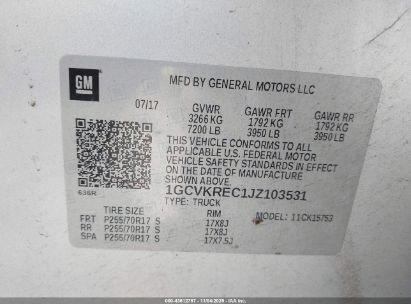 GM
MFD BY GENERAL MOTORS LLC
07/17 GVWR GAWR FRT GAWR RR
3266 KG 1792 KG 1792 KG
7200 LB 3950 LB 3950 LB
THIS VEHICLE CONFORMS TO ALL
APPLICABLE U.S. FEDERAL MOTOR
VEHICLE SAFETY STANDARDS IN EFFECT
ON THE DATE OF MANUFACTURE
SHOWN ABOVE.
1GCVKREC1JZ103531
TYPE: TRUCK
TIRE SIZE RIM MODEL: 11CK15753
FRT P255/70R17 S 17X8J
RR P255/70R17 S 17X8J
SPA P255/70R17 S 17X7.5J